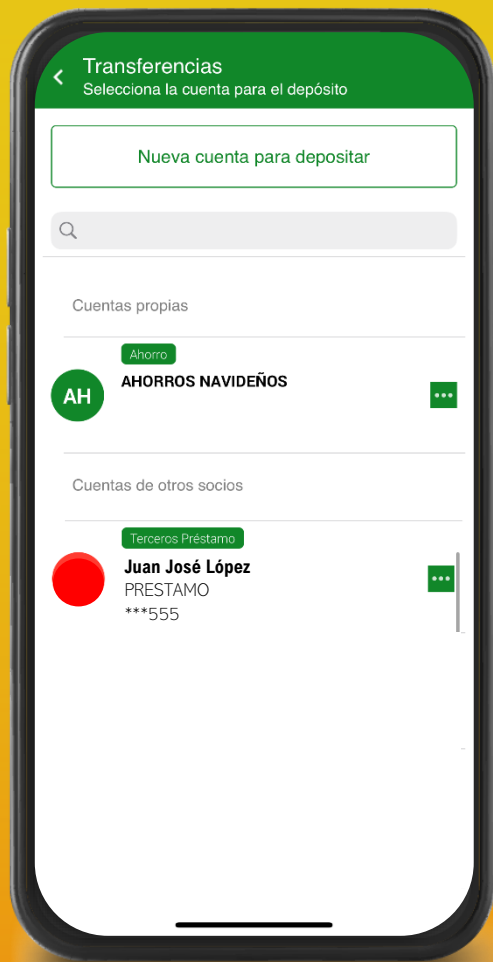 Transferencias
Selecciona la cuenta para el depósito
Nueva cuenta para depositar
Cuentas propias
Ahorro
AH
AHORROS NAVIDEÑOS
Cuentas de otros socios
Terceros Préstamo
Juan José López
PRESTAMO
***555